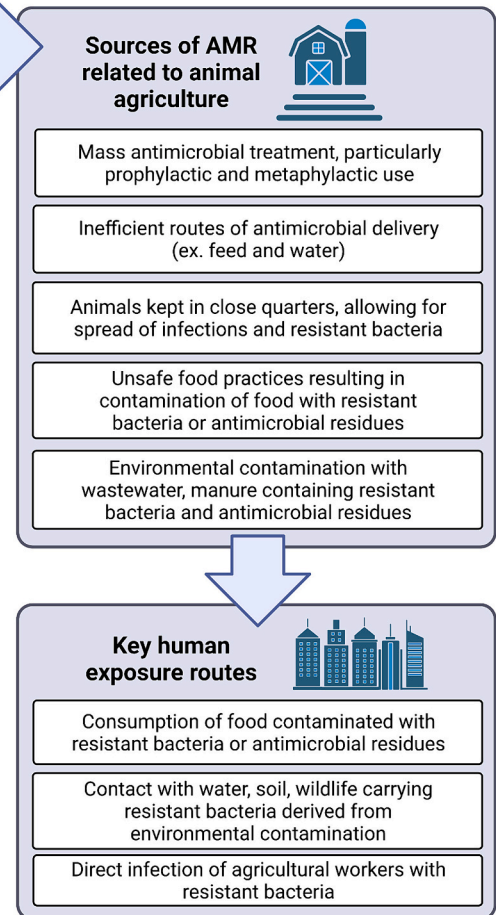 Sources of AMR
related to animal
agriculture
Mass antimicrobial treatment, particularly
prophylactic and metaphylactic use
Inefficient routes of antimicrobial delivery
(ex. feed and water)
Animals kept in close quarters, allowing for
spread of infections and resistant bacteria
Unsafe food practices resulting in
contamination of food with resistant
bacteria or antimicrobial residues
Environmental contamination with
wastewater, manure containing resistant
bacteria and antimicrobial residues
Key human
exposure routes
Consumption of food contaminated with
resistant bacteria or antimicrobial residues
Contact with water, soil, wildlife carrying
resistant bacteria derived from
environmental contamination
Direct infection of agricultural workers with
resistant bacteria